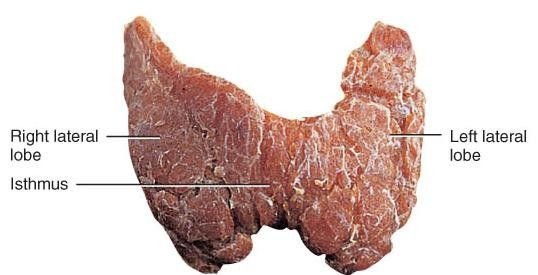 Right lateral
lobe
Isthmus
Left lateral
lobe